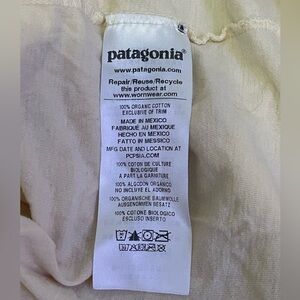 patagonia®
www.patagonia.com
Repair/Reuse/Recycle
this product at
www.wornwear.com
100% ORGANIC COTTON
EXCLUSIVE OF TRIM
MADE IN MEXICO
FABRIQUÉ AU MEXIQUE
HECHO EN MÉXICO
FATTO IN MESSICO
MFG DATE AND LOCATION AT
PCPSIA.COM
100% COTON DE CULTURE
BIOLOGIQUE
A PART LA GARNITURE
100% ALGODÓN ORGÁNICO
NO INCLUYE EL ADORNO
100% ORGANISCHE BAUMWOLLE
AUSGENOMMEN BESATZ
100% COTONE BIOLOGICO
ESCLUSO INSERTO